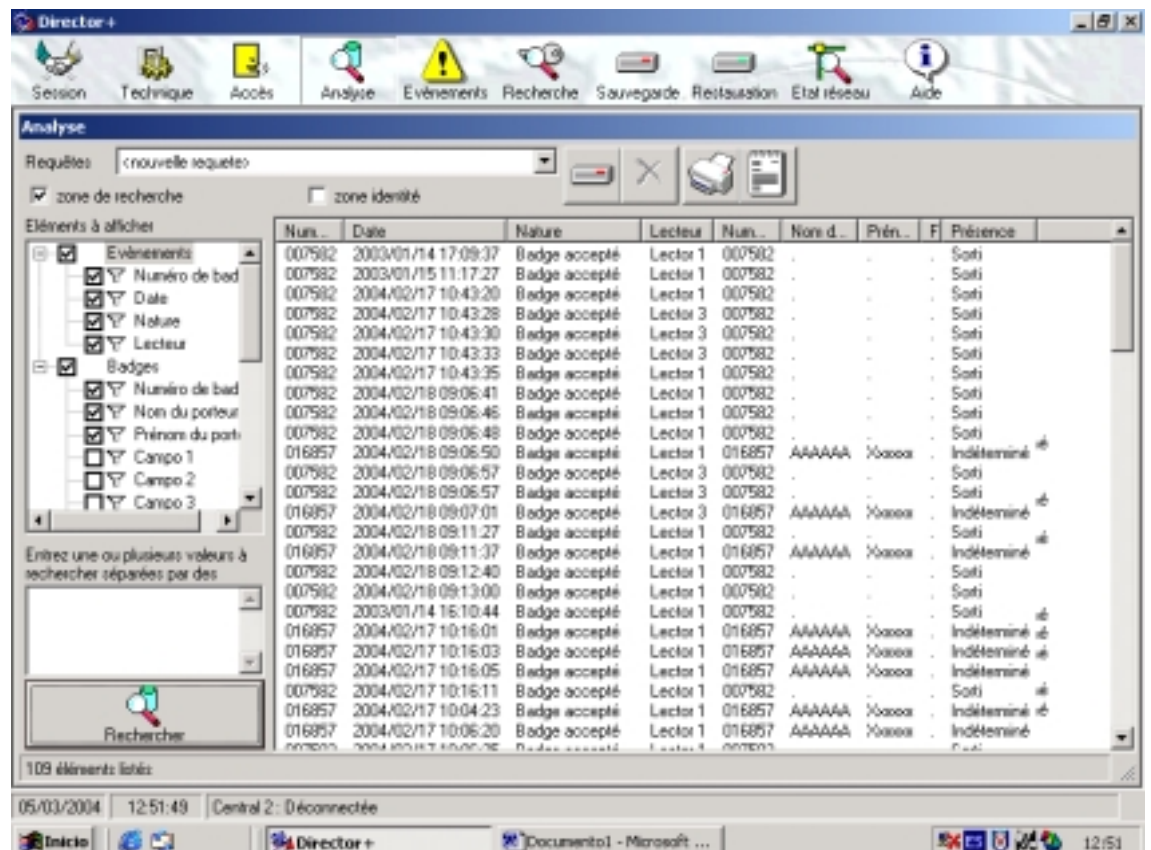 Director+
Session Technique Accès Analyse Evènements Recherche Sauvegarde Restauration Etat réseau Aide
Analyse
Requêtes <nouvelle requete>
zone de recherche zone identité
Eléments à afficher
Evènements
Numéro de bad
Date
Nature
Lecteur
Badges
Numéro de bad
Nom du porteur
Prénom du port
Campo 1
Campo 2
Campo 3
Entrez une ou plusieurs valeurs à
rechercher séparées par des
Rechercher
Num... Date Nature Lecteur Num... Nom d... Prén... F Présence
007582 2003/01/14 17:09:37 Badge accepté Lector 1 007582 . . . Sorti
007582 2003/01/15 11:17:27 Badge accepté Lector 1 007582 . . . Sorti
007582 2004/02/17 10:43:20 Badge accepté Lector 1 007582 . . . Sorti
007582 2004/02/17 10:43:28 Badge accepté Lector 3 007582 . . . Sorti
007582 2004/02/17 10:43:30 Badge accepté Lector 3 007582 . . . Sorti
007582 2004/02/17 10:43:33 Badge accepté Lector 3 007582 . . . Sorti
007582 2004/02/17 10:43:35 Badge accepté Lector 3 007582 . . . Sorti
007582 2004/02/18 09:06:41 Badge accepté Lector 1 007582 . . . Sorti
007582 2004/02/18 09:06:46 Badge accepté Lector 1 007582 . . . Sorti
007582 2004/02/18 09:06:48 Badge accepté Lector 1 007582 . . . Sorti
016857 2004/02/18 09:06:50 Badge accepté Lector 1 016857 AAAAAA Xxxxxx . Indéterminé
007582 2004/02/18 09:06:57 Badge accepté Lector 3 007582 . . . Sorti
007582 2004/02/18 09:06:57 Badge accepté Lector 3 007582 . . . Sorti
016857 2004/02/18 09:07:01 Badge accepté Lector 3 016857 AAAAAA Xxxxxx . Indéterminé
007582 2004/02/18 09:11:27 Badge accepté Lector 1 007582 . . . Sorti
016857 2004/02/18 09:11:37 Badge accepté Lector 1 016857 AAAAAA Xxxxxx . Indéterminé
007582 2004/02/18 09:12:40 Badge accepté Lector 1 007582 . . . Sorti
007582 2004/02/18 09:13:00 Badge accepté Lector 1 007582 . . . Sorti
007582 2003/01/14 16:10:44 Badge accepté Lector 1 007582 . . . Sorti
016857 2004/02/17 10:16:01 Badge accepté Lector 1 016857 AAAAAA Xxxxxx . Indéterminé
016857 2004/02/17 10:16:03 Badge accepté Lector 1 016857 AAAAAA Xxxxxx . Indéterminé
016857 2004/02/17 10:16:05 Badge accepté Lector 1 016857 AAAAAA Xxxxxx . Indéterminé
007582 2004/02/17 10:16:11 Badge accepté Lector 1 007582 . . . Sorti
016857 2004/02/17 10:04:23 Badge accepté Lector 1 016857 AAAAAA Xxxxxx . Indéterminé
016857 2004/02/17 10:06:20 Badge accepté Lector 1 016857 AAAAAA Xxxxxx . Indéterminé
109 éléments listés
05/03/2004 12:51:49 Central 2 : Déconnectée
Inicio Director+ Documento1 - Microsoft ... ES 12:51